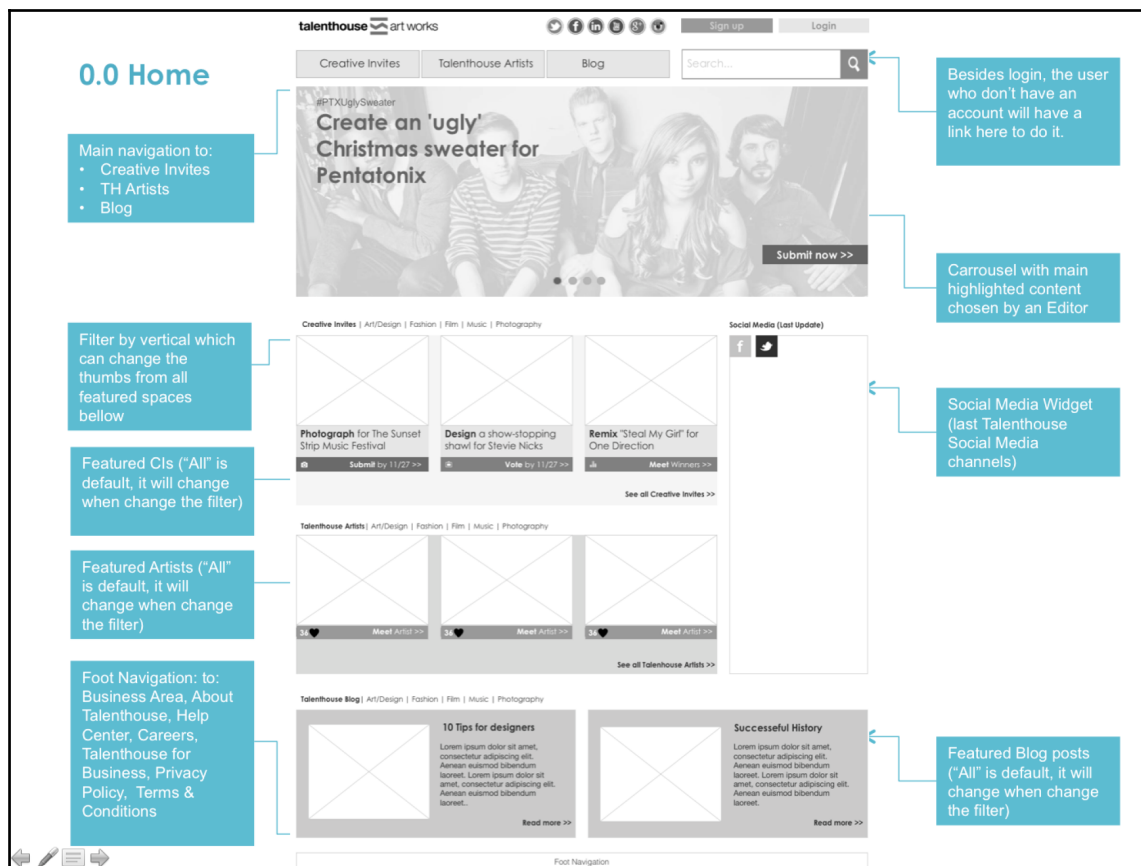 talenthouse art works
Sign up
Login
0.0 Home
Creative Invites
Talenthouse Artists
Blog
Search...
#PTXUglySweater
Create an 'ugly'
Christmas sweater for
Pentatonix
Submit now >>
Main navigation to:
• Creative Invites
• TH Artists
• Blog
Besides login, the user
who don't have an
account will have a
link here to do it.
Carrousel with main
highlighted content
chosen by an Editor
Filter by vertical which
can change the
thumbs from all
featured spaces
bellow
Creative Invites | Art/Design | Fashion | Film | Music | Photography
Social Media (Last Update)
Photograph for The Sunset
Strip Music Festival
Submit by 11/27 >>
Design a show-stopping
shawl for Stevie Nicks
Vote by 11/27 >>
Remix "Steal My Girl" for
One Direction
Meet Winners >>
See all Creative Invites >>
Social Media Widget
(last Talenthouse
Social Media
channels)
Featured CIs ("All" is
default, it will change
when change the filter)
Talenthouse Artists| Art/Design | Fashion | Film | Music | Photography
Featured Artists ("All"
is default, it will
change when change
the filter)
36
Meet Artist >>
36
Meet Artist >>
36
Meet Artist >>
See all Talenthouse Artists >>
Foot Navigation: to:
Business Area, About
Talenthouse, Help
Center, Careers,
Talenthouse for
Business, Privacy
Policy, Terms &
Conditions
Talenthouse Blog| Art/Design | Fashion | Film | Music | Photography
10 Tips for designers
Lorem ipsum dolor sit amet,
consectetur adipiscing elit.
Aenean euismod bibendum
laoreet. Lorem ipsum dolor sit
amet, consectetur adipiscing elit.
Aenean euismod bibendum
laoreet..
Read more >>
Succeseful History
Lorem ipsum dolor sit amet,
consectetur adipiscing elit.
Aenean euismod bibendum
laoreet. Lorem ipsum dolor
sit amet, consectetur
adipiscing elit. Aenean
euismod bibendum laoreet.
Read more >>
Featured Blog posts
("All" is default, it will
change when change
the filter)
Foot Navigation